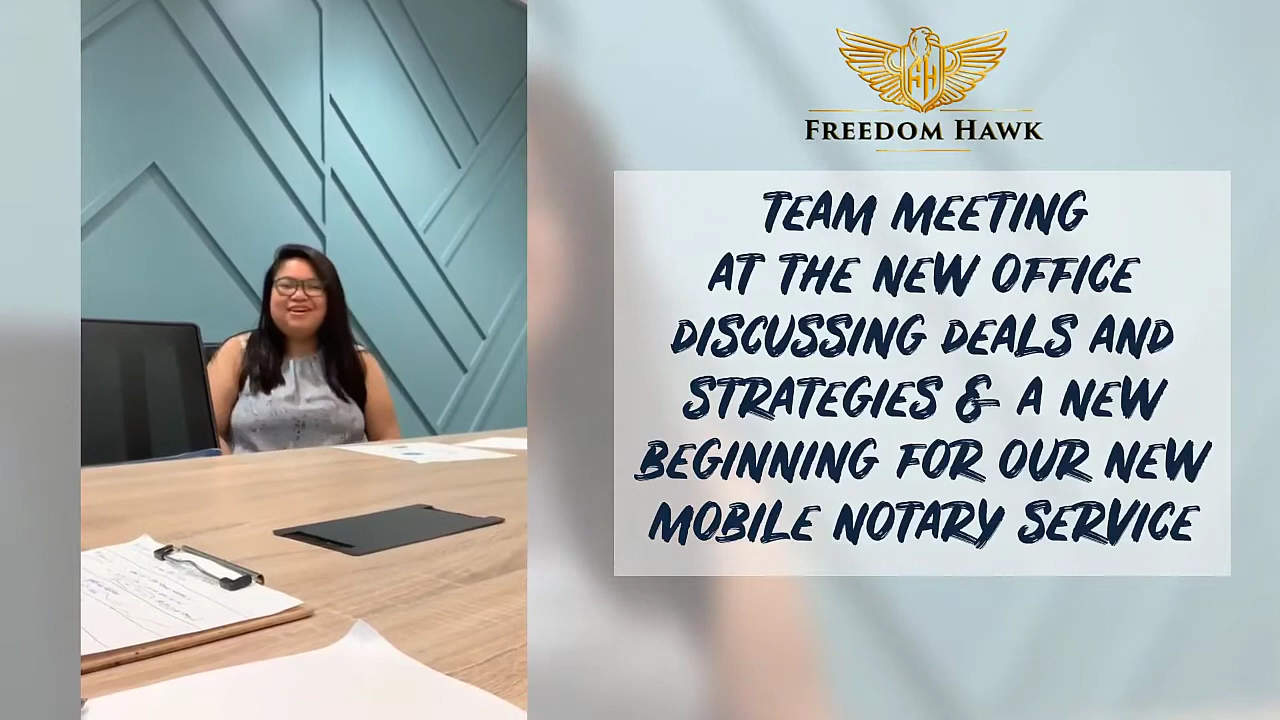 FREEDOM HAWK
TEAM MEETING
AT THE NEW OFFICE
DISCUSSING DEALS AND
STRATEGIES & A NEW
BEGINNING FOR OUR NEW
MOBILE NOTARY SERVICE